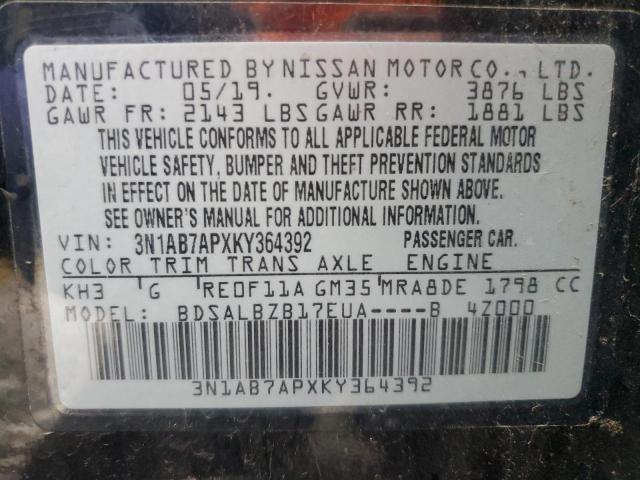 MANUFACTURED BY NISSAN MOTOR CO., LTD.
DATE: 05/19. GVWR: 3876 LBS
GAWR FR: 2143 LBS GAWR RR: 1881 LBS
THIS VEHICLE CONFORMS TO ALL APPLICABLE FEDERAL MOTOR
VEHICLE SAFETY, BUMPER AND THEFT PREVENTION STANDARDS
IN EFFECT ON THE DATE OF MANUFACTURE SHOWN ABOVE.
SEE OWNER'S MANUAL FOR ADDITIONAL INFORMATION.
VIN: 3N1AB7APXKY364392 PASSENGER CAR.
COLOR TRIM TRANS AXLE ENGINE
KH3 G RE0F11A GM35 MRA8DE 1798 CC
MODEL: BDSALBZB17EUA----B 4Z000
3N1AB7APXKY364392